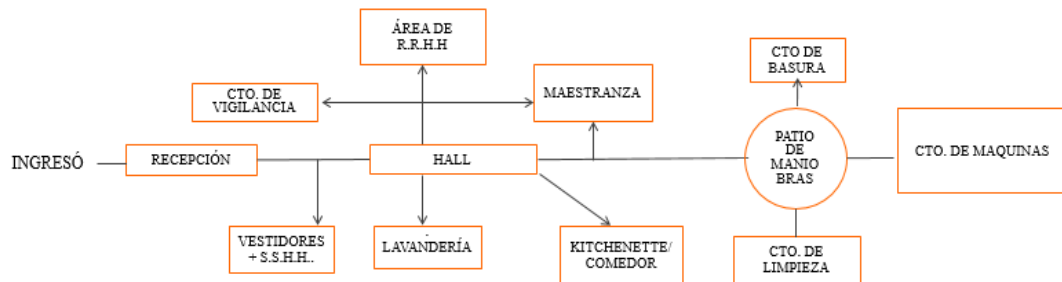 ÁREA DE
R.R.H.H
CTO DE
BASURA
CTO. DE
VIGILANCIA
MAESTRANZA
INGRESÓ
RECEPCIÓN
HALL
PATIO
DE
MANIO
BRAS
CTO. DE MAQUINAS
VESTIDORES
+ S.S.H.H..
-
LAVANDERÍA
KITCHENETTE/
COMEDOR
CTO. DE
LIMPIEZA